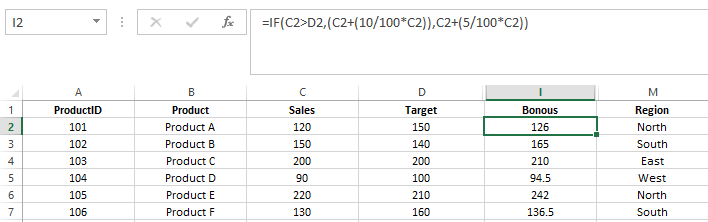 I2 fx =IF(C2>D2,(C2+(10/100*C2)),C2+(5/100*C2))
A B C D I M
1 ProductID Product Sales Target Bonous Region
2 101 Product A 120 150 126 North
3 102 Product B 150 140 165 South
4 103 Product C 200 200 210 East
5 104 Product D 90 100 94.5 West
6 105 Product E 220 210 242 North
7 106 Product F 130 160 136.5 South